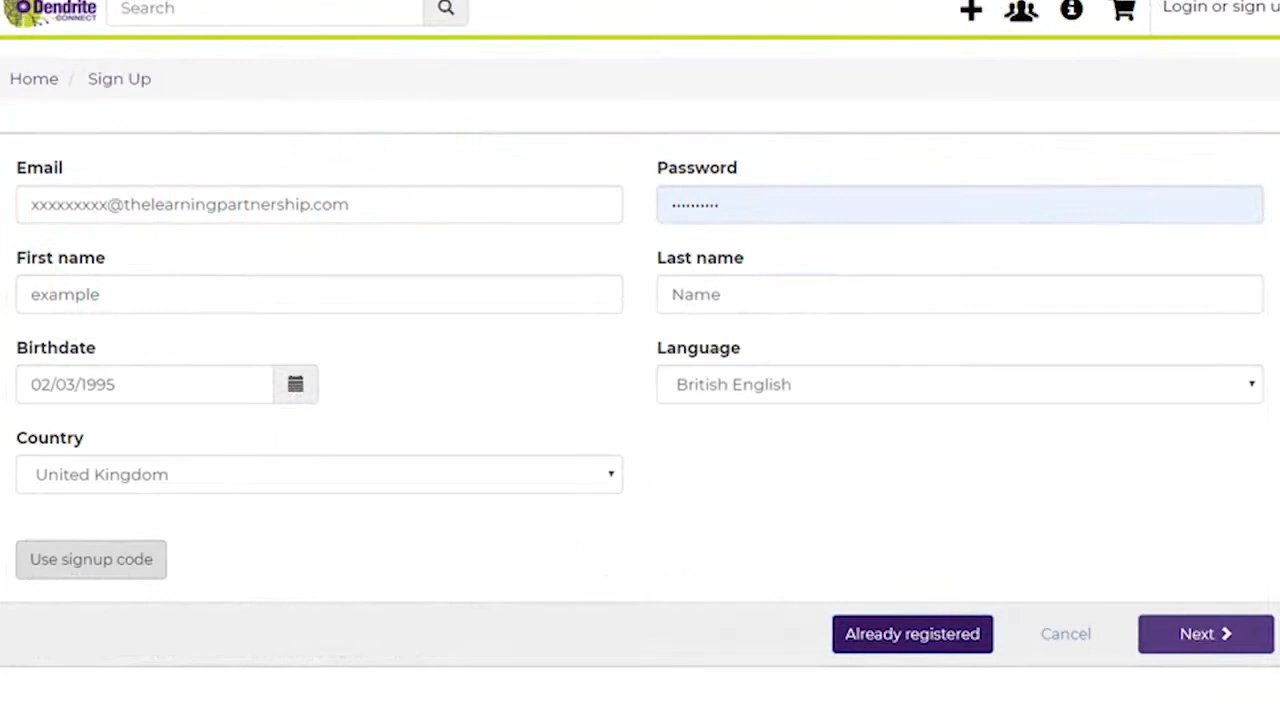 Dendrite
CONNECT
Search
Login or sign u
Home / Sign Up
Email
Password
xxxxxxxxx@thelearningpartnership.com
••••••••••
First name
Last name
example
Name
Birthdate
Language
02/03/1995
British English
Country
United Kingdom
Use signup code
Already registered
Cancel
Next